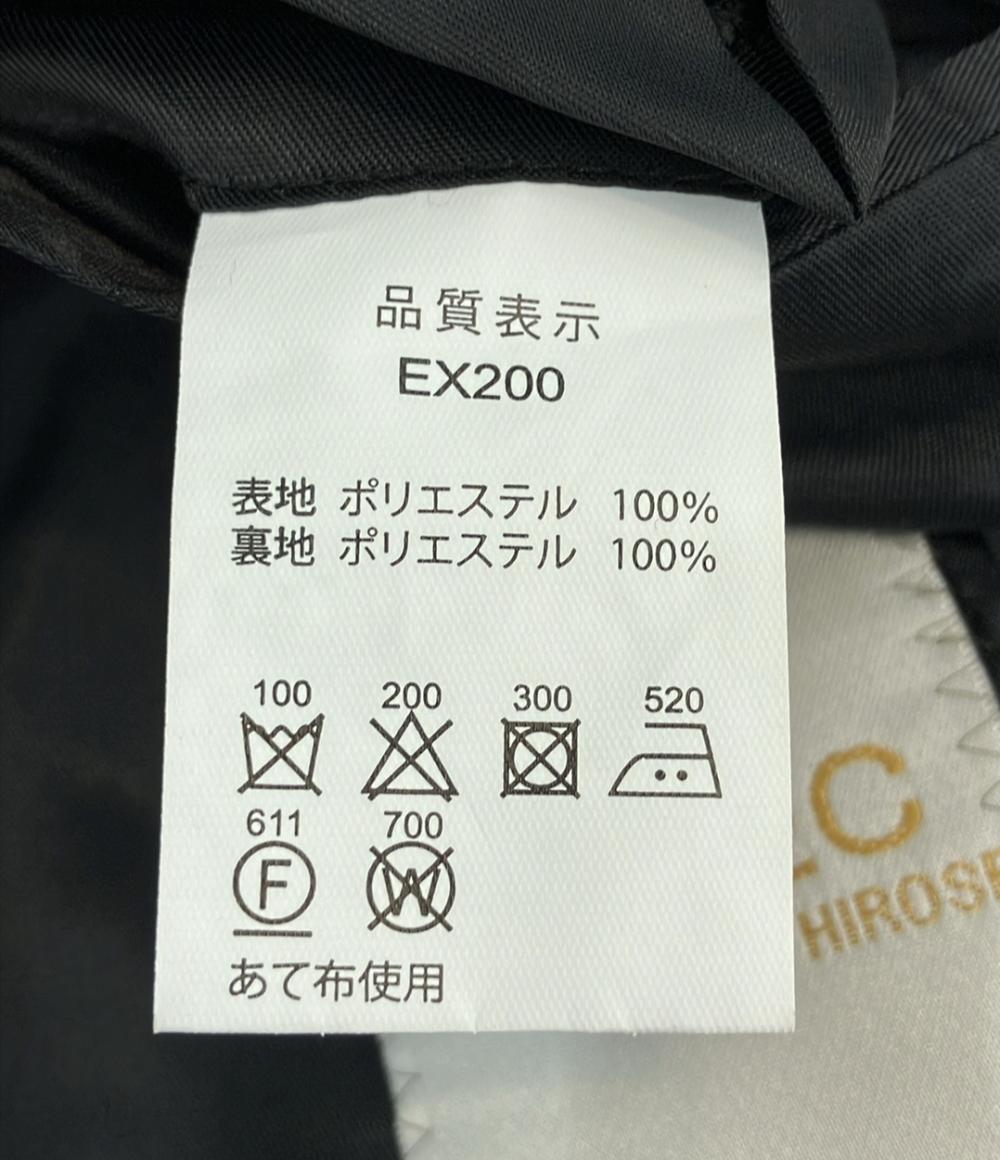 品質表示
EX200
表地 ポリエステル 100%
裏地 ポリエステル 100%
100 200 300 520
611 700
F W
あて布使用
C
HIROSE